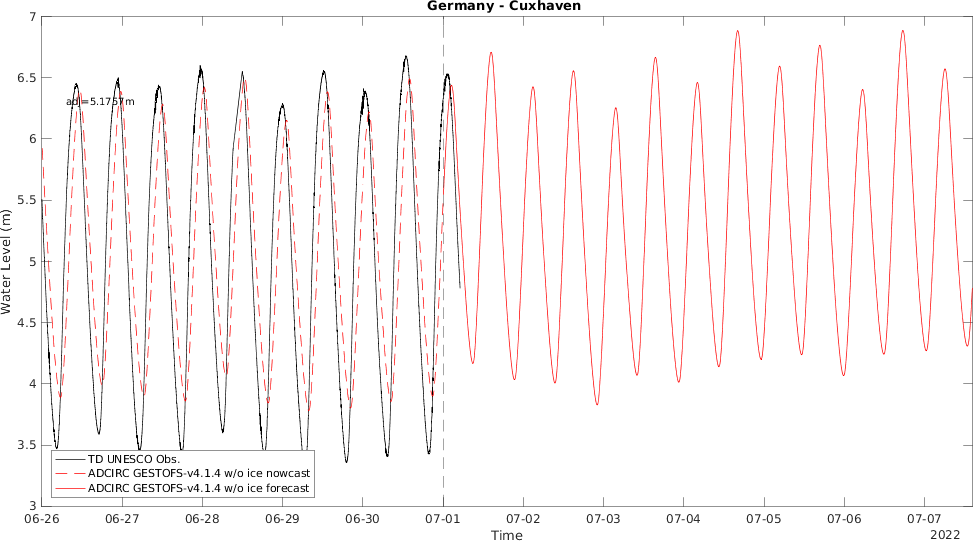 Germany - Cuxhaven
7
6.5
adj=5.1757m
6
5.5
5
4.5
4
3.5
3
Water Level (m)
TD UNESCO Obs.
ADCIRC GESTOFS-v4.1.4 w/o ice nowcast
ADCIRC GESTOFS-v4.1.4 w/o ice forecast
06-26 06-27 06-28 06-29 06-30 07-01 07-02 07-03 07-04 07-05 07-06 07-07
Time
2022